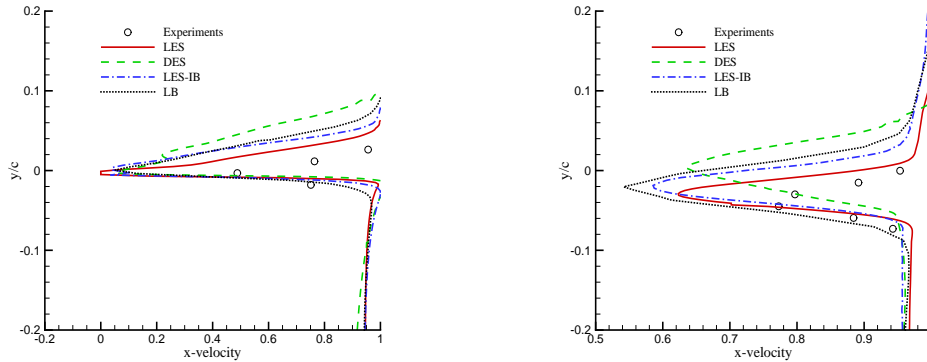 0.2
Experiments
LES
DES
LES-IB
LB
0.1
y/c
0
-0.1
-0.2
-0.2
0
0.2
0.4
0.6
0.8
1
x-velocity
0.2
Experiments
LES
DES
LES-IB
LB
0.1
y/c
0
-0.1
-0.2
0.5
0.6
0.7
0.8
0.9
x-velocity